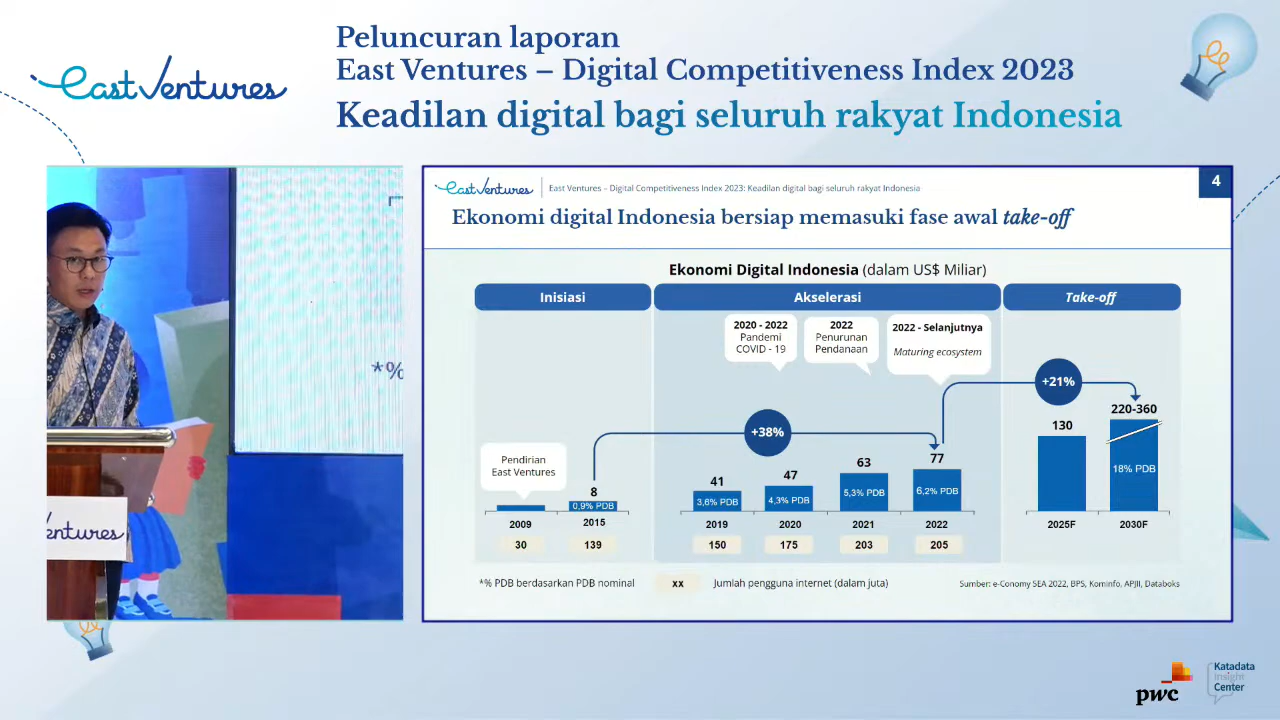 East Ventures
Peluncuran laporan
East Ventures – Digital Competitiveness Index 2023
Keadilan digital bagi seluruh rakyat Indonesia
*%
entures
East Ventures
East Ventures – Digital Competitiveness Index 2023: Keadilan digital bagi seluruh rakyat Indonesia
4
Ekonomi digital Indonesia bersiap memasuki fase awal take-off
Ekonomi Digital Indonesia (dalam US$ Miliar)
Inisiasi
Akselerasi
Take-off
2020 - 2022
Pandemi
COVID - 19
2022
Penurunan
Pendanaan
2022 - Selanjutnya
Maturing ecosystem
+21%
+38%
Pendirian
East Ventures
8
0,9% PDB
41
3,6% PDB
47
4,3% PDB
63
5,3% PDB
77
6,2% PDB
130
220-360
18% PDB
2009
2015
2019
2020
2021
2022
2025F
2030F
30
139
150
175
203
205
*% PDB berdasarkan PDB nominal
xx
Jumlah pengguna internet (dalam juta)
Sumber: e-Conomy SEA 2022, BPS, Kominfo, APJII, Databoks
pwc
Katadata
Insight
Center